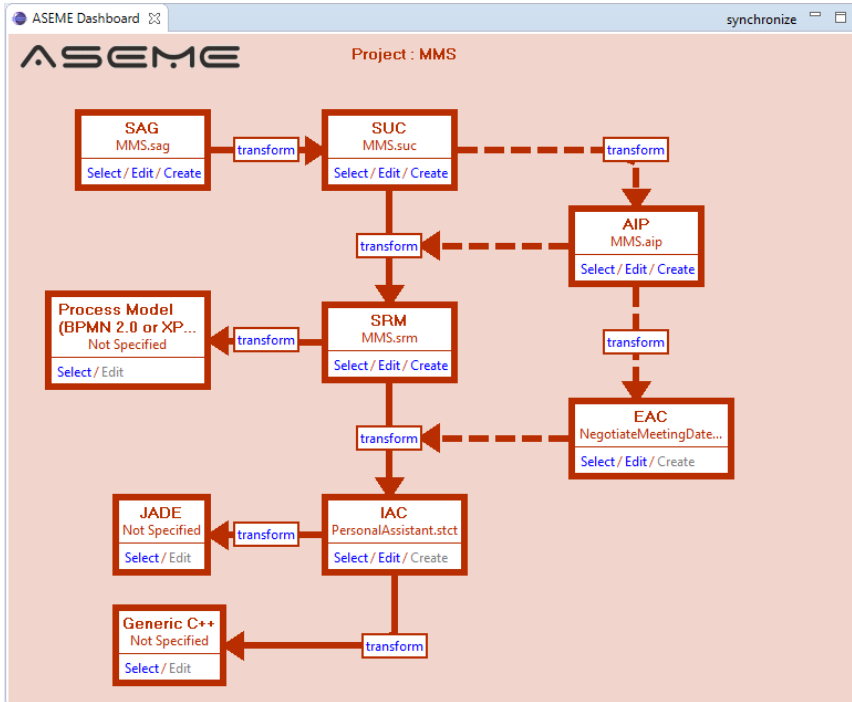 ASEME Dashboard
synchronize
ASEME
Project : MMS
SAG
MMS.sag
Select / Edit / Create
transform
SUC
MMS.suc
Select / Edit / Create
transform
AIP
MMS.aip
Select / Edit / Create
transform
Process Model
(BPMN 2.0 or XP...
Not Specified
Select / Edit
transform
SRM
MMS.srm
Select / Edit / Create
transform
EAC
NegotiateMeetingDate...
Select / Edit / Create
transform
JADE
Not Specified
Select / Edit
transform
IAC
PersonalAssistant.stct
Select / Edit / Create
Generic C++
Not Specified
Select / Edit
transform